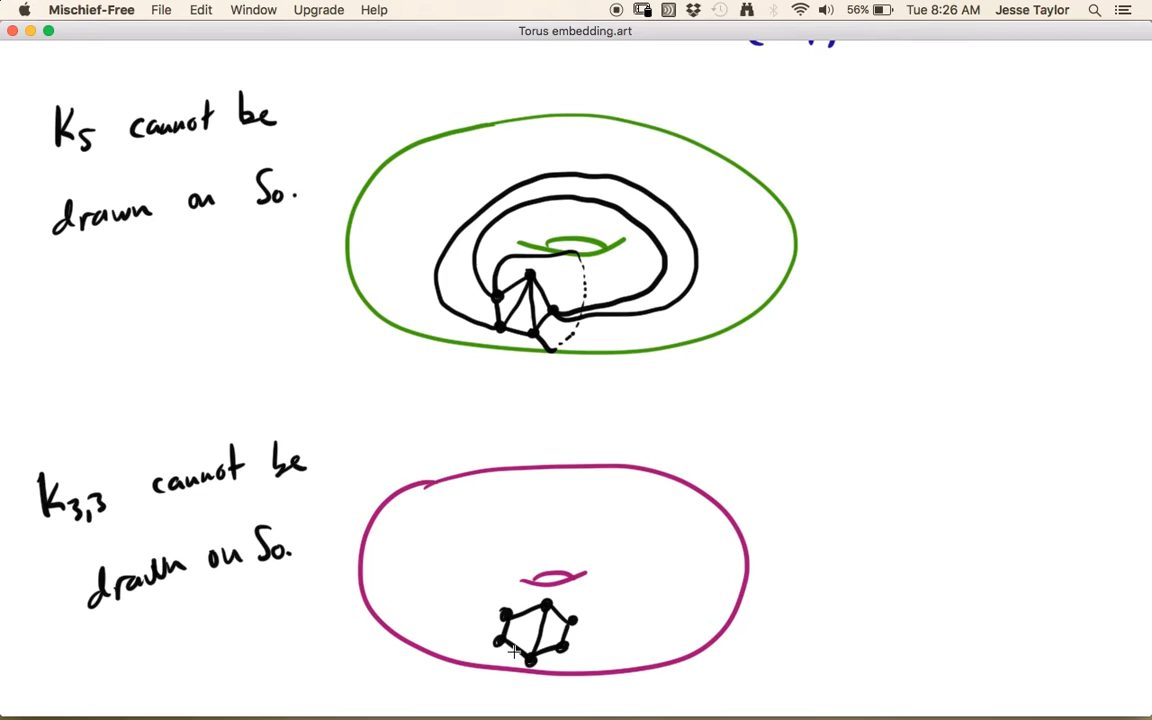 Mischief-Free File Edit Window Upgrade Help 56% Tue 8:26 AM Jesse Taylor
Torus embedding.art
K5 cannot be
drawn on S0.
K3,3 cannot be
drawn on S0.